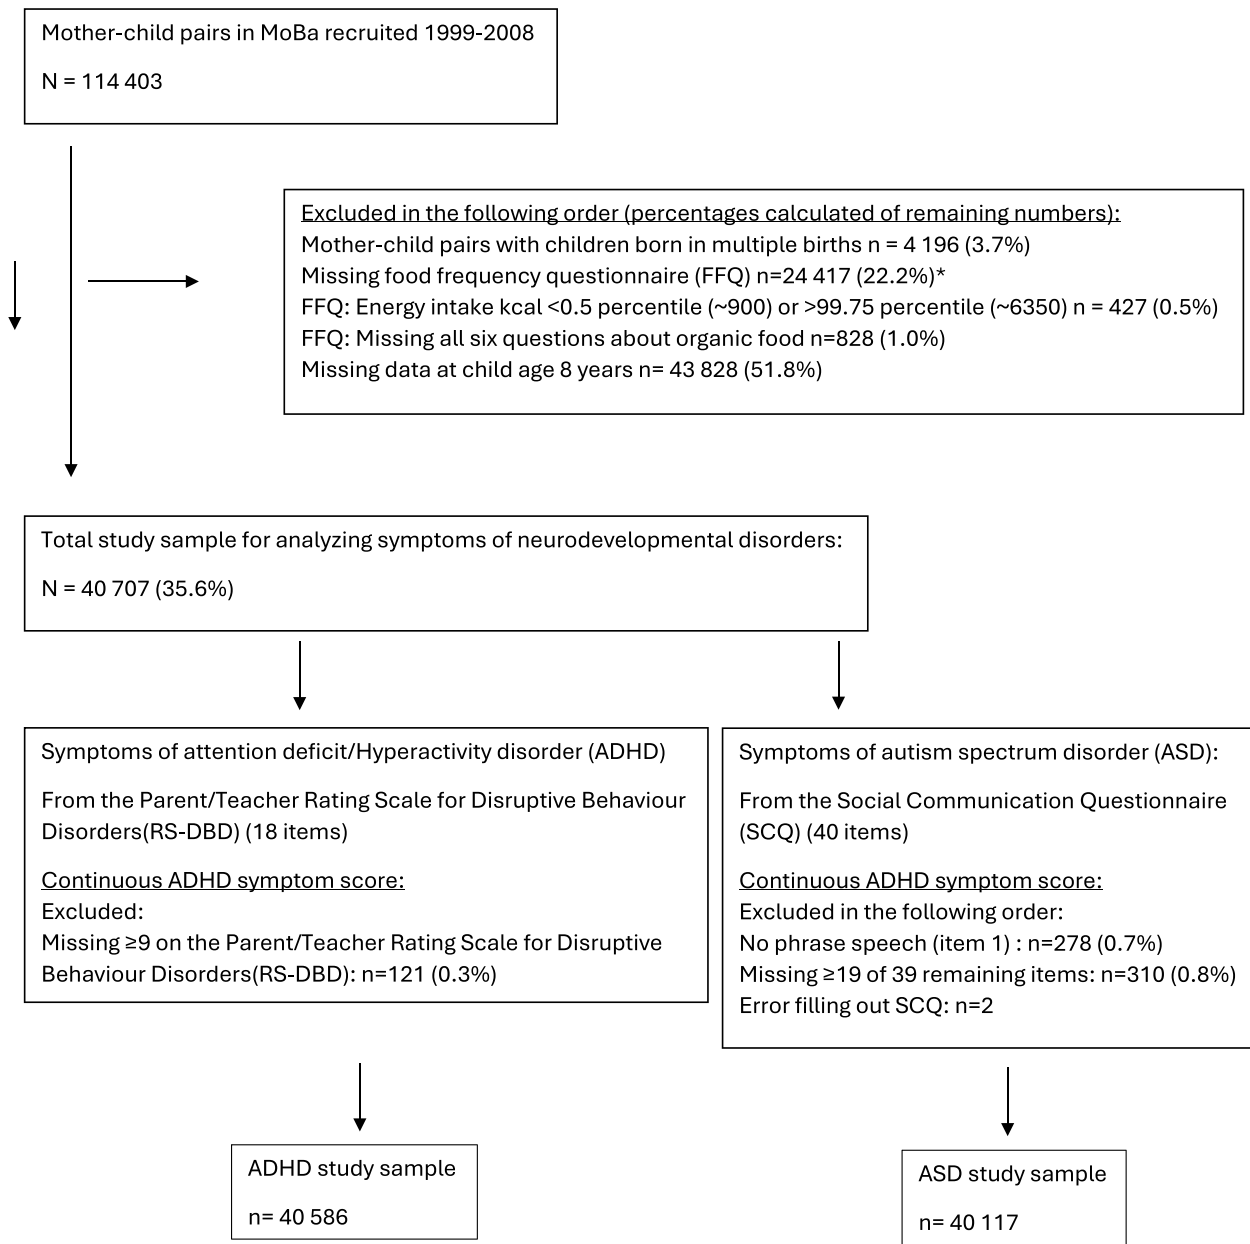 Mother-child pairs in MoBa recruited 1999-2008
N = 114 403
Excluded in the following order (percentages calculated of remaining numbers):
Mother-child pairs with children born in multiple births n = 4 196 (3.7%)
Missing food frequency questionnaire (FFQ) n=24 417 (22.2%)*
FFQ: Energy intake kcal <0.5 percentile (~900) or >99.75 percentile (~6350) n = 427 (0.5%)
FFQ: Missing all six questions about organic food n=828 (1.0%)
Missing data at child age 8 years n= 43 828 (51.8%)
Total study sample for analyzing symptoms of neurodevelopmental disorders:
N = 40 707 (35.6%)
Symptoms of attention deficit/Hyperactivity disorder (ADHD)
From the Parent/Teacher Rating Scale for Disruptive Behaviour
Disorders(RS-DBD) (18 items)
Continuous ADHD symptom score:
Excluded:
Missing ≥9 on the Parent/Teacher Rating Scale for Disruptive
Behaviour Disorders(RS-DBD): n=121 (0.3%)
Symptoms of autism spectrum disorder (ASD):
From the Social Communication Questionnaire
(SCQ) (40 items)
Continuous ADHD symptom score:
Excluded in the following order:
No phrase speech (item 1) : n=278 (0.7%)
Missing ≥19 of 39 remaining items: n=310 (0.8%)
Error filling out SCQ: n=2
ADHD study sample
n= 40 586
ASD study sample
n= 40 117